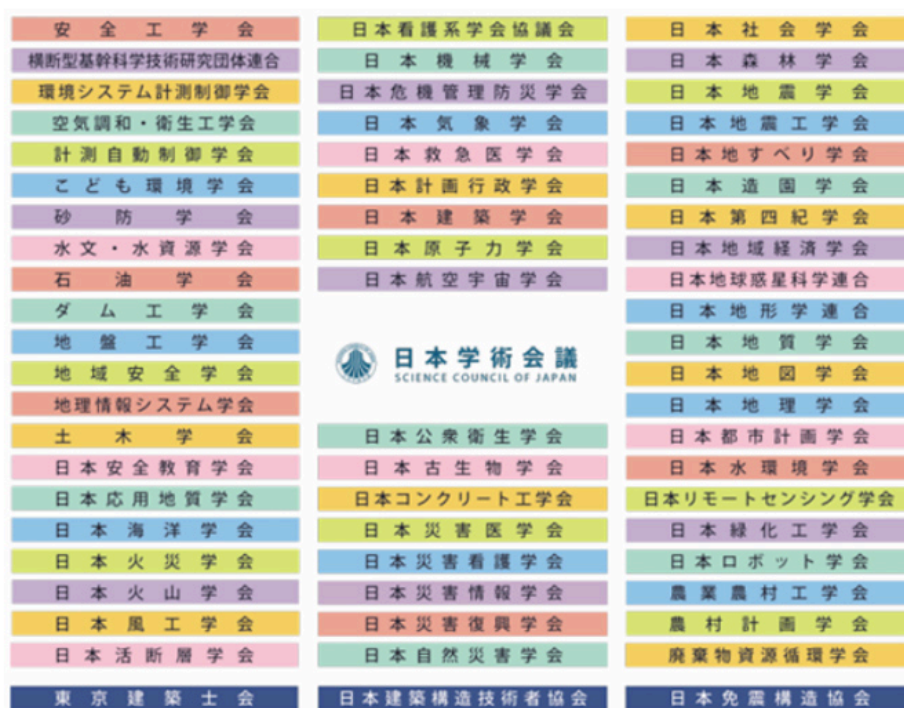 安全工学会
横断型基幹科学技術研究団体連合
環境システム計測制御学会
空気調和・衛生工学会
計測自動制御学会
こども環境学会
砂防学会
水文・水資源学会
石油学会
ダム工学会
地盤工学会
地域安全学会
地理情報システム学会
土木学会
日本安全教育学会
日本応用地質学会
日本海洋学会
日本火災学会
日本火山学会
日本風工学会
日本活断層学会
東京建築士会
日本看護系学会協議会
日本機械学会
日本危機管理防災学会
日本気象学会
日本救急医学会
日本計画行政学会
日本建築学会
日本原子力学会
日本航空宇宙学会
日本学術会議
SCIENCE COUNCIL OF JAPAN
日本公衆衛生学会
日本古生物学会
日本コンクリート工学会
日本災害医学会
日本災害看護学会
日本災害情報学会
日本災害復興学会
日本自然災害学会
日本建築構造技術者協会
日本社会学会
日本森林学会
日本地震学会
日本地震工学会
日本地すべり学会
日本造園学会
日本第四紀学会
日本地域経済学会
日本地球惑星科学連合
日本地形学連合
日本地質学会
日本地図学会
日本地理学会
日本都市計画学会
日本水環境学会
日本リモートセンシング学会
日本緑化工学会
日本ロボット学会
農業農村工学会
農村計画学会
廃棄物資源循環学会
日本免震構造協会